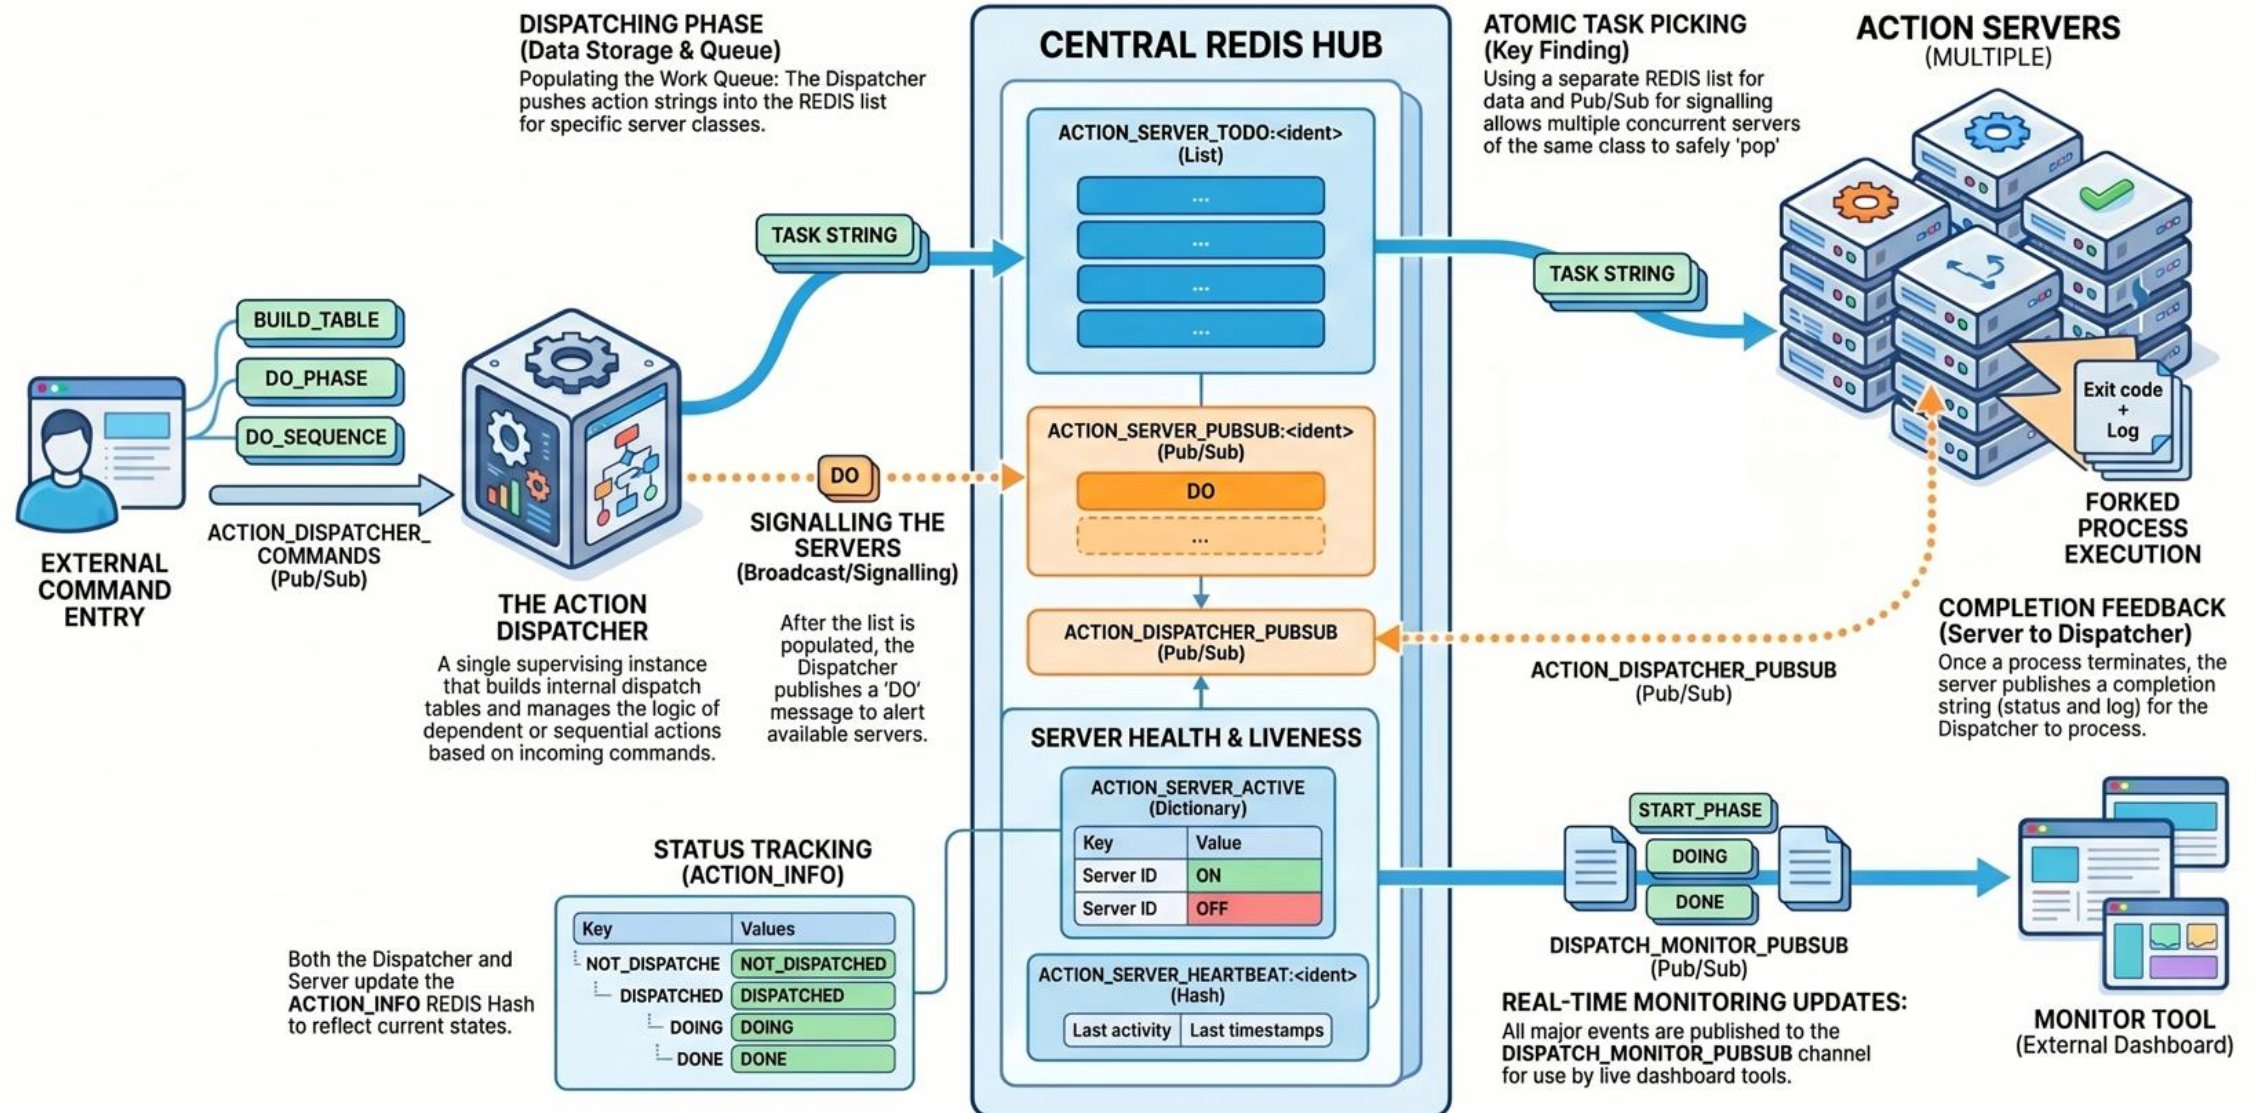 DISPATCHING PHASE
(Data Storage & Queue)
Populating the Work Queue: The Dispatcher
pushes action strings into the REDIS list
for specific server classes.
CENTRAL REDIS HUB
ATOMIC TASK PICKING
(Key Finding)
Using a separate REDIS list for
data and Pub/Sub for signalling
allows multiple concurrent servers
of the same class to safely 'pop'
ACTION SERVERS
(MULTIPLE)
ACTION_SERVER_TODO:<ident>
(List)
...
...
...
...
TASK STRING
TASK STRING
BUILD_TABLE
DO_PHASE
DO_SEQUENCE
ACTION_DISPATCHER_
COMMANDS
(Pub/Sub)
EXTERNAL
COMMAND
ENTRY
THE ACTION
DISPATCHER
A single supervising instance
that builds internal dispatch
tables and manages the logic of
dependent or sequential actions
based on incoming commands.
DO
SIGNALLING THE
SERVERS
(Broadcast/Signalling)
After the list is
populated, the
Dispatcher
publishes a 'DO'
message to alert
available servers.
ACTION_SERVER_PUBSUB:<ident>
(Pub/Sub)
DO
...
ACTION_DISPATCHER_PUBSUB
(Pub/Sub)
Exit code
+
Log
FORKED
PROCESS
EXECUTION
ACTION_DISPATCHER_PUBSUB
(Pub/Sub)
COMPLETION FEEDBACK
(Server to Dispatcher)
Once a process terminates, the
server publishes a completion
string (status and log) for the
Dispatcher to process.
SERVER HEALTH & LIVENESS
ACTION_SERVER_ACTIVE
(Dictionary)
Key Value
Server ID ON
Server ID OFF
ACTION_SERVER_HEARTBEAT:<ident>
(Hash)
Last activity Last timestamps
STATUS TRACKING
(ACTION_INFO)
Key Values
NOT_DISPATCHE NOT_DISPATCHED
DISPATCHED DISPATCHED
DOING DOING
DONE DONE
Both the Dispatcher and
Server update the
ACTION_INFO REDIS Hash
to reflect current states.
START_PHASE
DOING
DONE
DISPATCH_MONITOR_PUBSUB
(Pub/Sub)
REAL-TIME MONITORING UPDATES:
All major events are published to the
DISPATCH_MONITOR_PUBSUB channel
for use by live dashboard tools.
MONITOR TOOL
(External Dashboard)